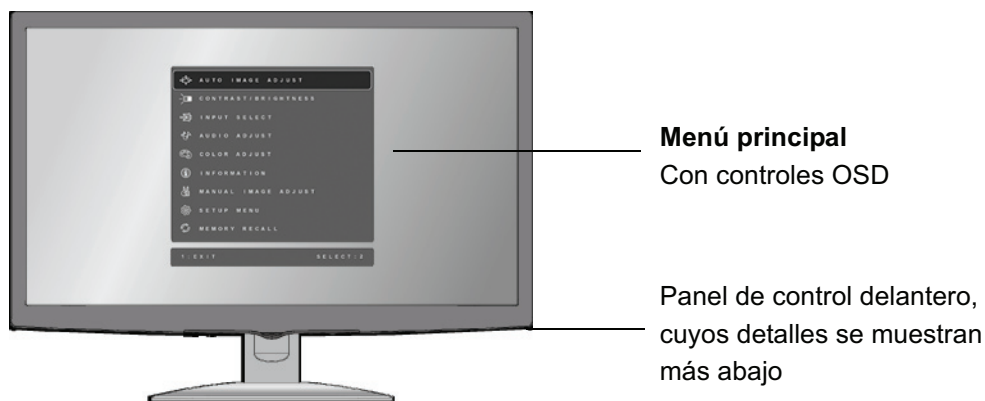 AUTO IMAGE ADJUST
CONTRAST/BRIGHTNESS
INPUT SELECT
AUDIO ADJUST
COLOR ADJUST
INFORMATION
MANUAL IMAGE ADJUST
SETUP MENU
MEMORY RECALL
1:EXIT SELECT:2
Menú principal
Con controles OSD
Panel de control delantero,
cuyos detalles se muestran
más abajo